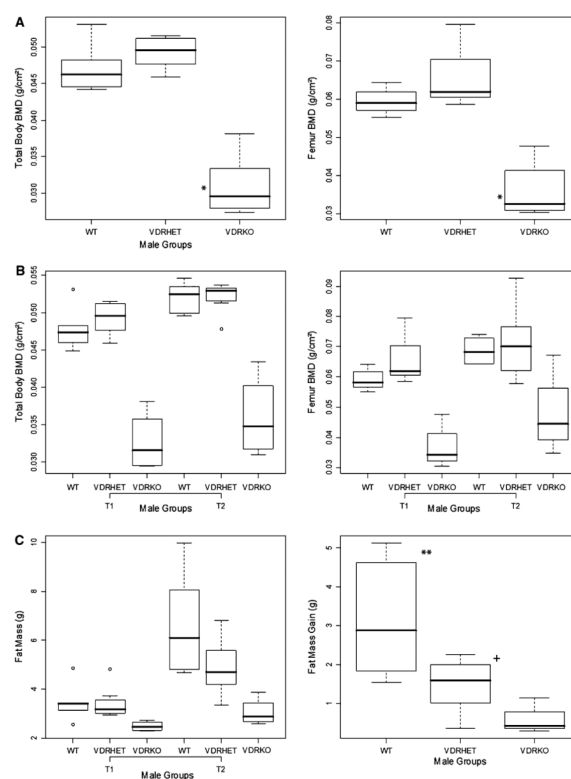 A
Total Body BMD (g/cm²)
0.030 0.035 0.040 0.045 0.050
WT VDRHET VDRKO
Male Groups
*
Femur BMD (g/cm²)
0.03 0.04 0.05 0.06 0.07 0.08
WT VDRHET VDRKO
Male Groups
*
B
Total Body BMD (g/cm²)
0.030 0.035 0.040 0.045 0.050 0.055
WT VDRHET VDRKO WT VDRHET VDRKO
T1 Male Groups T2
Femur BMD (g/cm²)
0.03 0.04 0.05 0.06 0.07 0.08 0.09
WT VDRHET VDRKO WT VDRHET VDRKO
T1 Male Groups T2
C
Fat Mass (g)
2 4 6 8 10
WT VDRHET VDRKO WT VDRHET VDRKO
T1 Male Groups T2
Fat Mass Gain (g)
1 2 3 4 5
WT VDRHET VDRKO
Male Groups
**
+